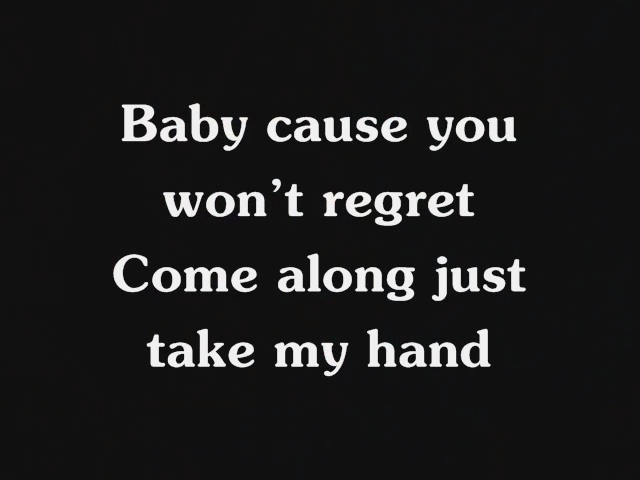 Baby cause you
won’t regret
Come along just
take my hand